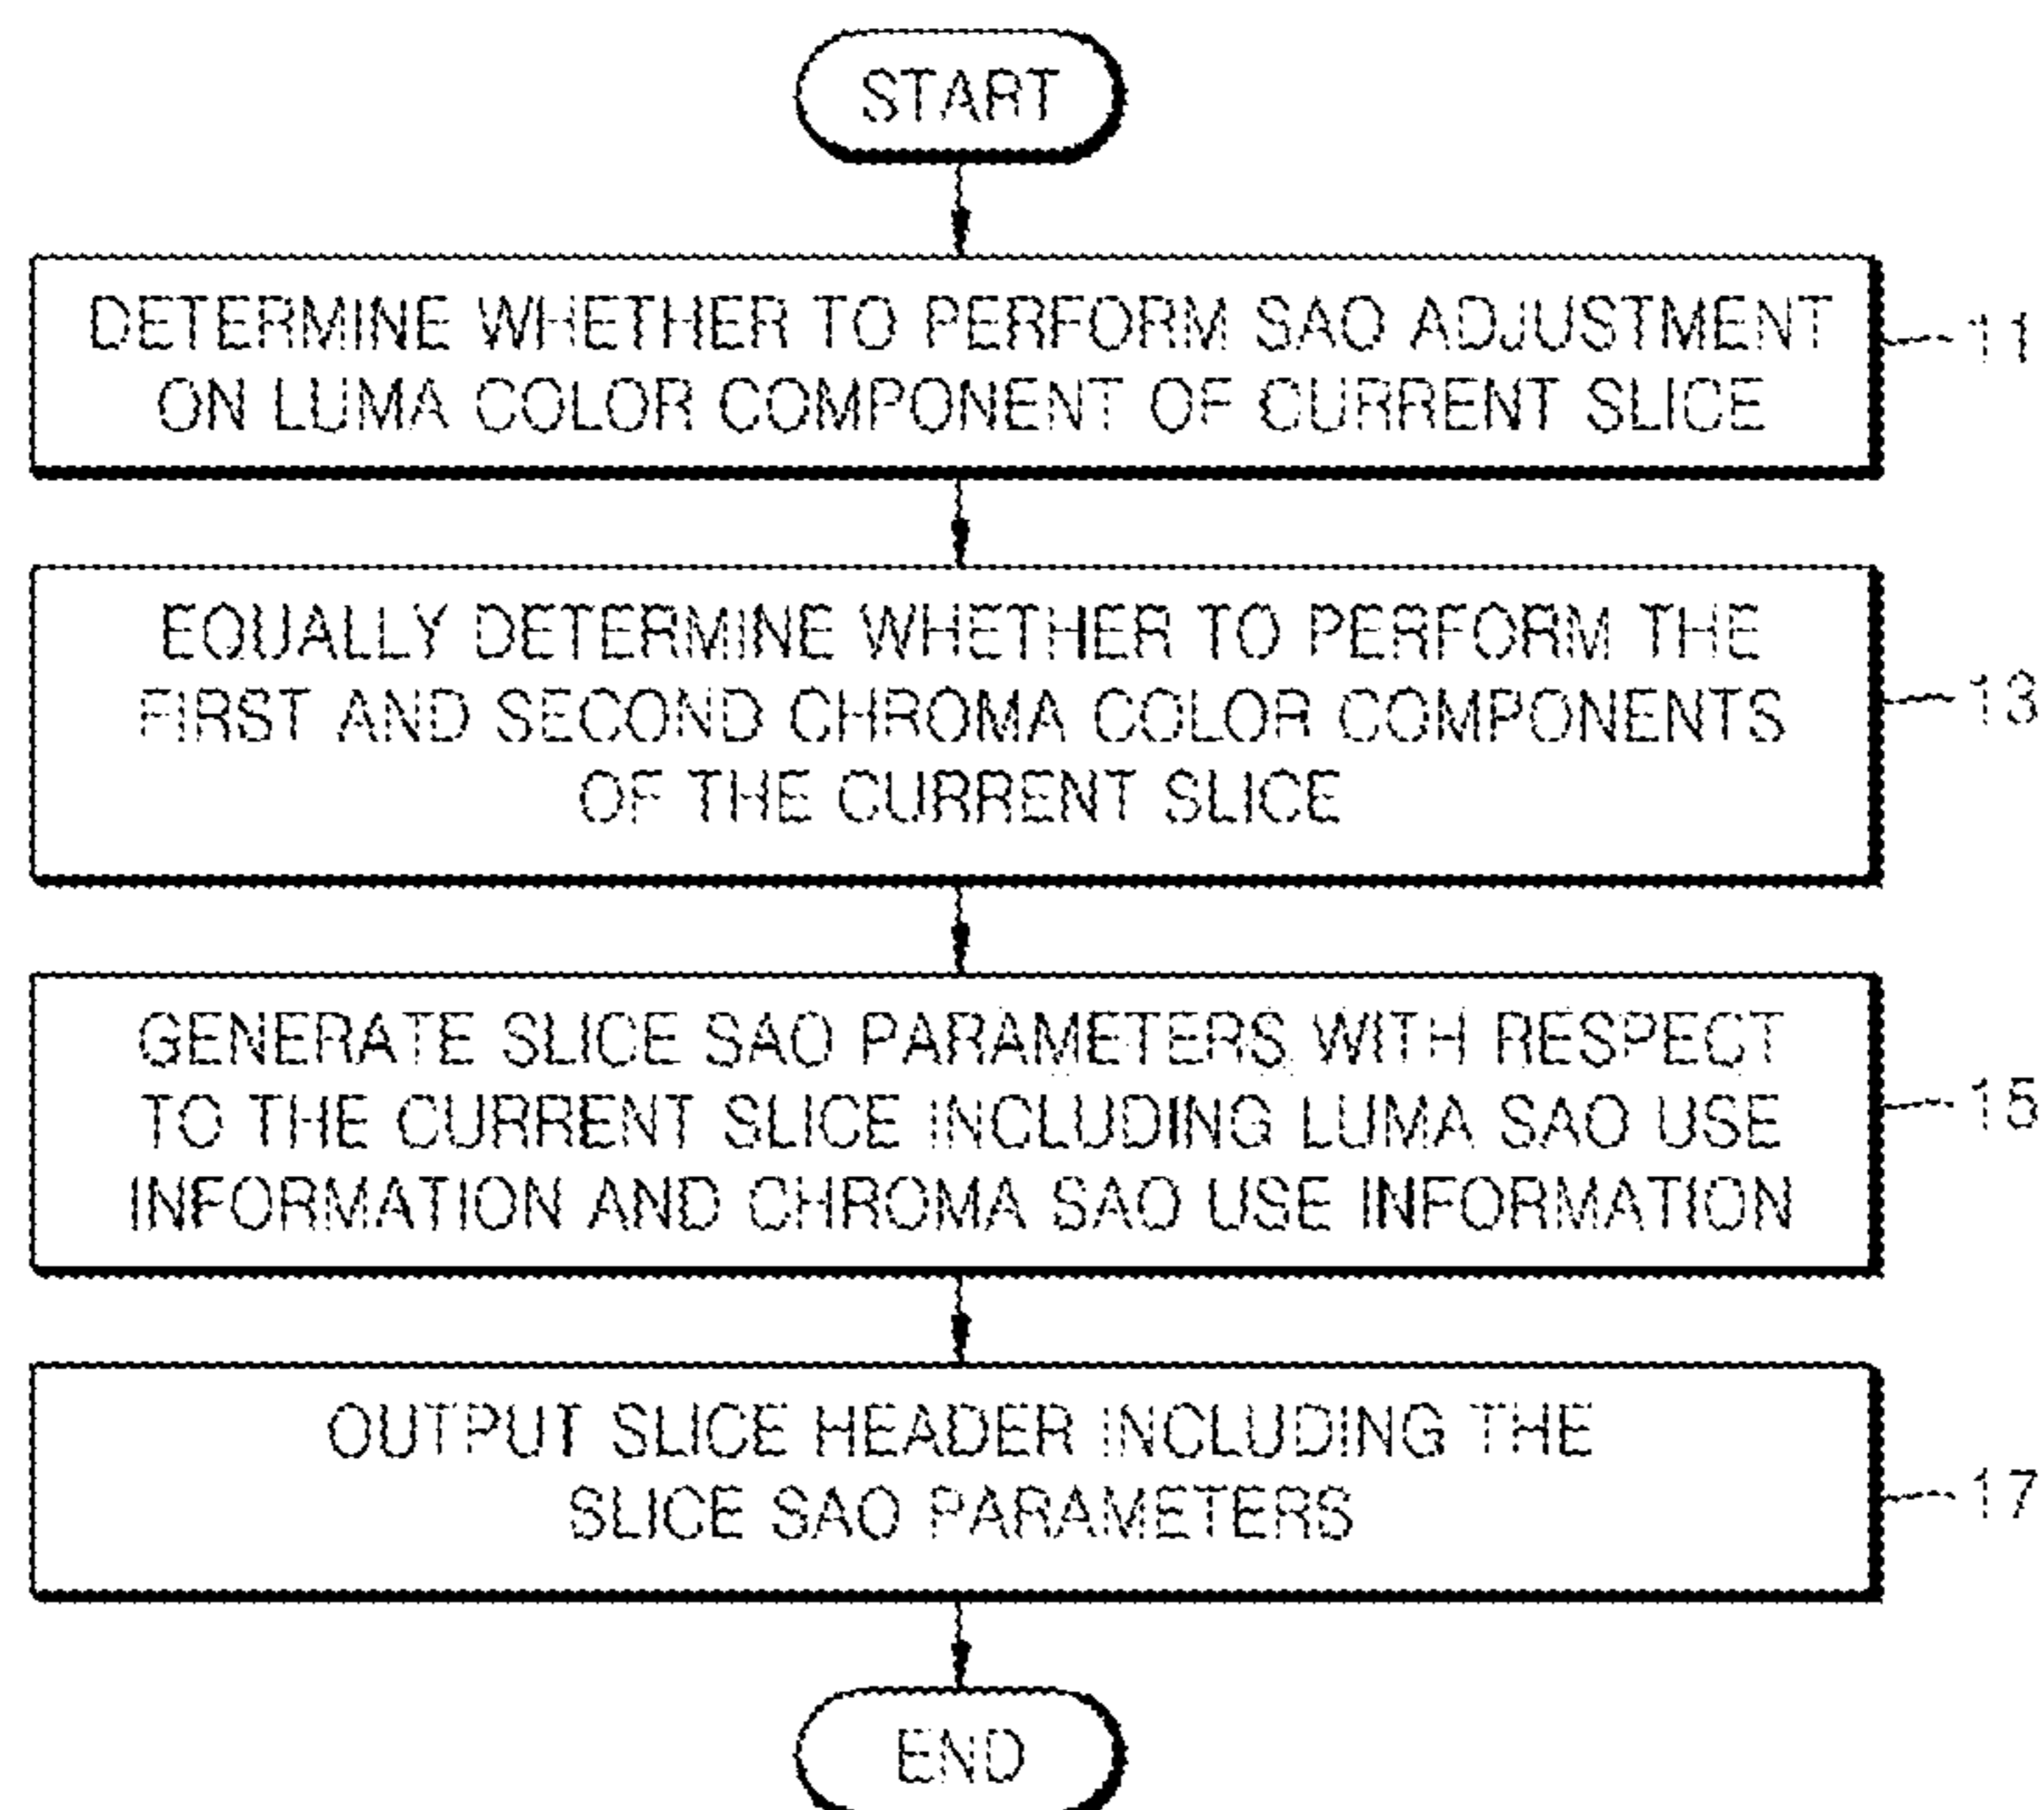 START
DETERMINE WHETHER TO PERFORM SAO ADJUSTMENT
ON LUMA COLOR COMPONENT OF CURRENT SLICE
11
EQUALLY DETERMINE WHETHER TO PERFORM THE
FIRST AND SECOND CHROMA COLOR COMPONENTS
OF THE CURRENT SLICE
13
GENERATE SLICE SAO PARAMETERS WITH RESPECT
TO THE CURRENT SLICE INCLUDING LUMA SAO USE
INFORMATION AND CHROMA SAO USE INFORMATION
15
OUTPUT SLICE HEADER INCLUDING THE
SLICE SAO PARAMETERS
17
END